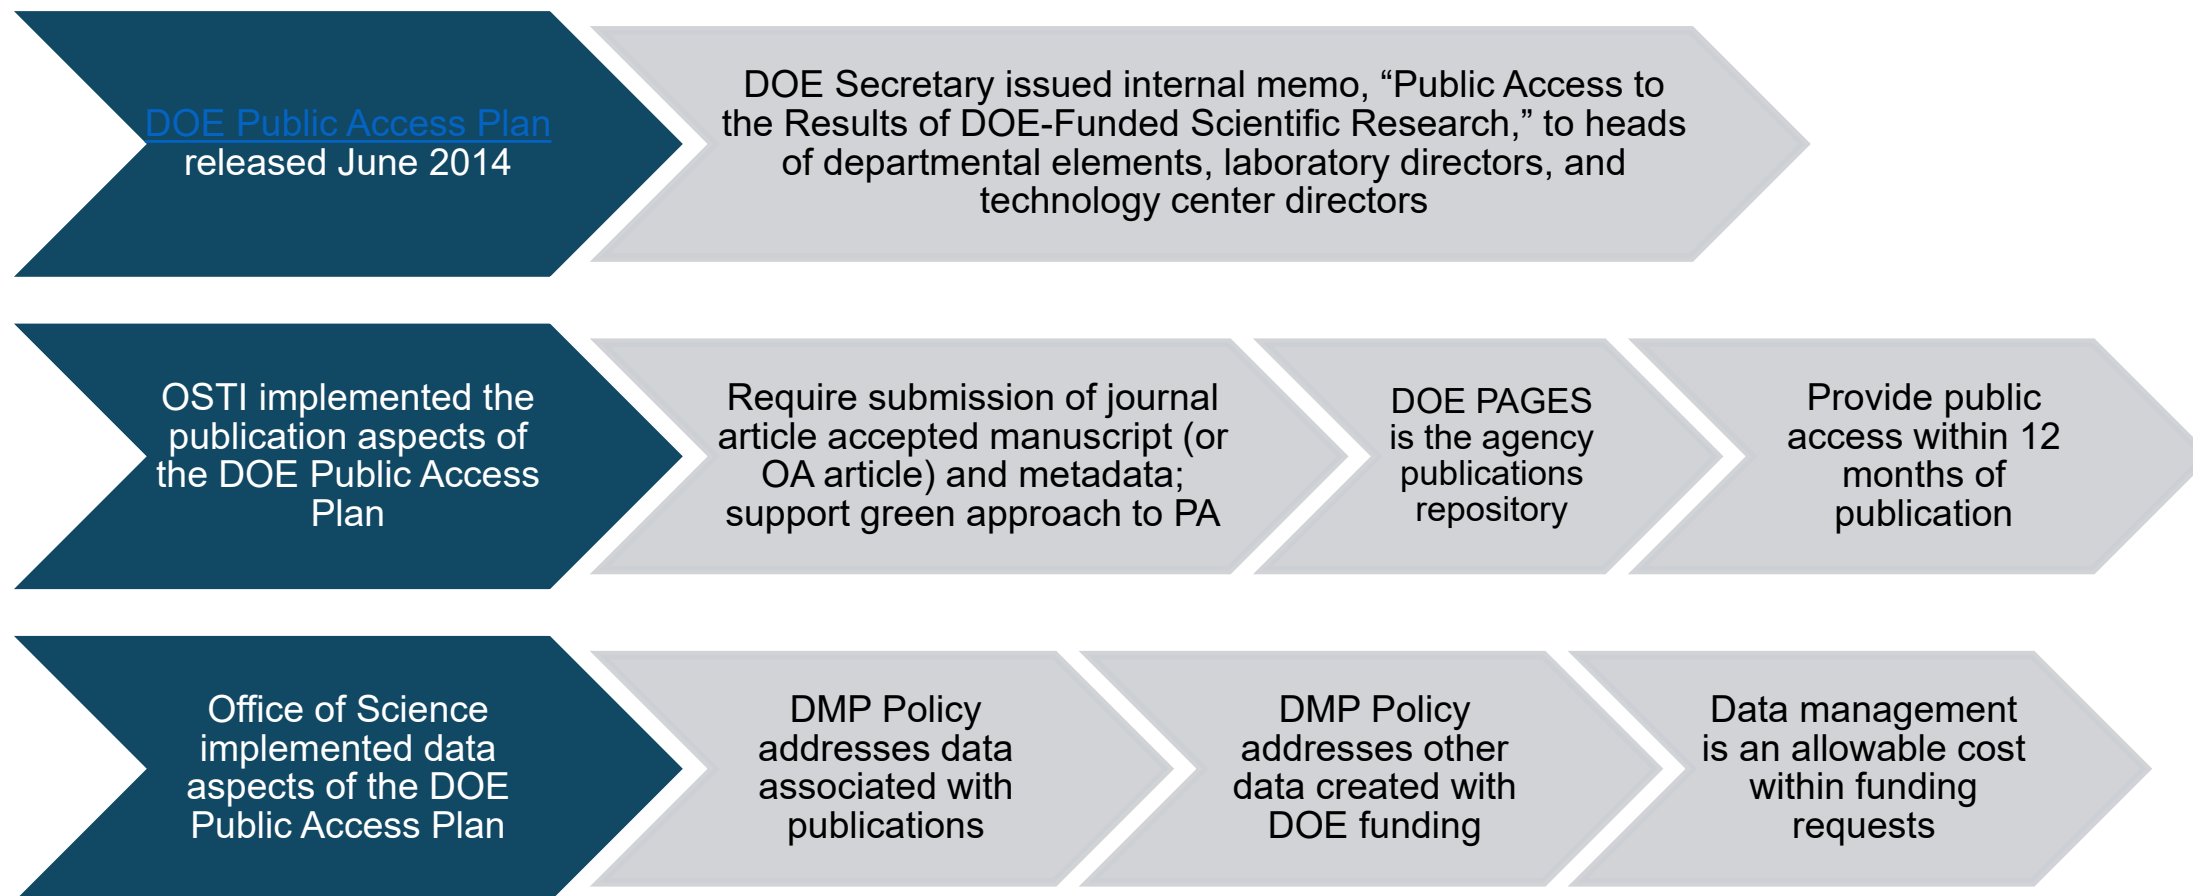 DOE Public Access Plan
released June 2014
DOE Secretary issued internal memo, “Public Access to
the Results of DOE-Funded Scientific Research,” to heads
of departmental elements, laboratory directors, and
technology center directors
OSTI implemented the
publication aspects of
the DOE Public Access
Plan
Require submission of journal
article accepted manuscript (or
OA article) and metadata;
support green approach to PA
DOE PAGES
is the agency
publications
repository
Provide public
access within 12
months of
publication
Office of Science
implemented data
aspects of the DOE
Public Access Plan
DMP Policy
addresses data
associated with
publications
DMP Policy
addresses other
data created with
DOE funding
Data management
is an allowable cost
within funding
requests